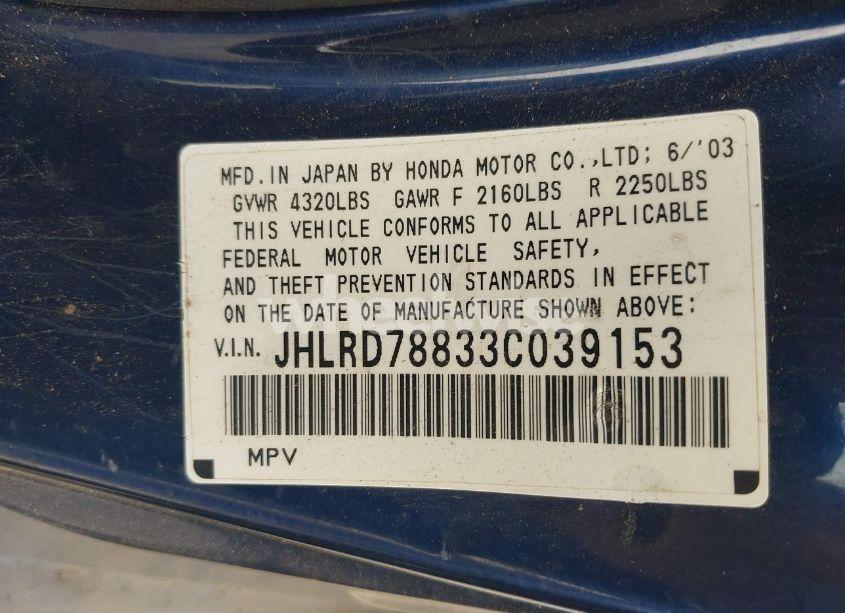 MFD. IN JAPAN BY HONDA MOTOR CO.,LTD; 6/'03
GVWR 4320LBS GAWR F 2160LBS R 2250LBS
THIS VEHICLE CONFORMS TO ALL APPLICABLE
FEDERAL MOTOR VEHICLE SAFETY,
AND THEFT PREVENTION STANDARDS IN EFFECT
ON THE DATE OF MANUFACTURE SHOWN ABOVE:
V.I.N. JHLRD78833C039153
MPV